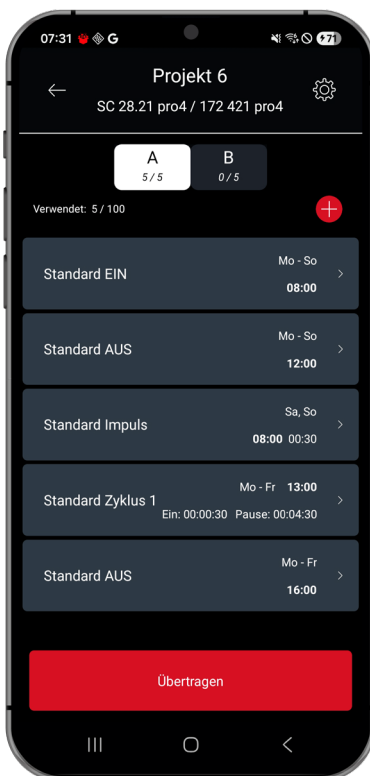 07:31 G 71
Projekt 6
SC 28.21 pro4 / 172 421 pro4
A B
5 / 5 0 / 5
Verwendet: 5 / 100
Mo - So
Standard EIN
08:00
Mo - So
Standard AUS
12:00
Sa, So
Standard Impuls
08:00 00:30
Mo - Fr 13:00
Standard Zyklus 1
Ein: 00:00:30 Pause: 00:04:30
Mo - Fr
Standard AUS
16:00
Übertragen